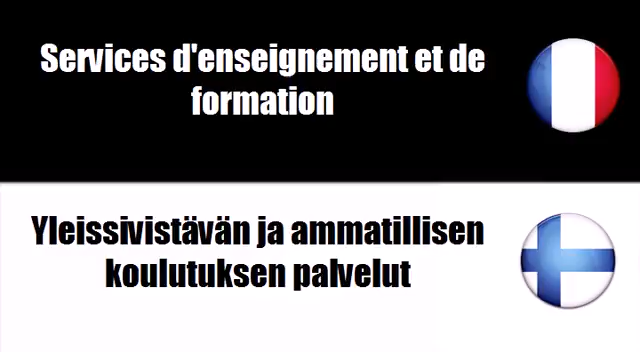 Services d'enseignement et de
formation
Yleissivistävän ja ammatillisen
koulutuksen palvelut